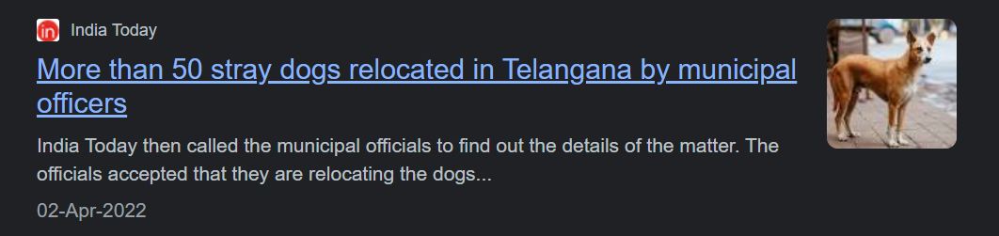 in
India Today
More than 50 stray dogs relocated in Telangana by municipal
officers
India Today then called the municipal officials to find out the details of the matter. The
officials accepted that they are relocating the dogs...
02-Apr-2022